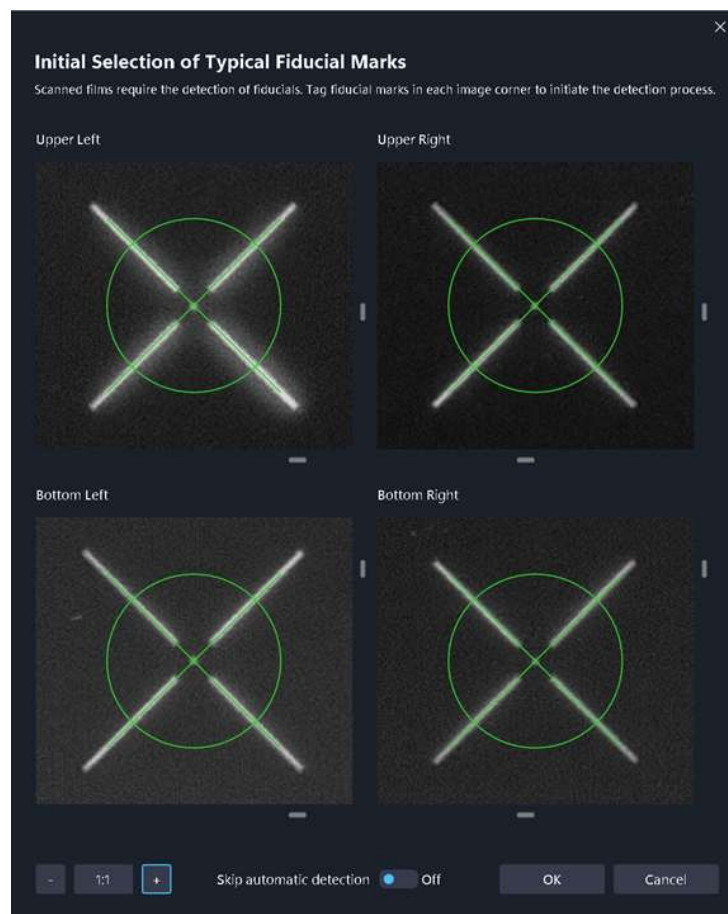 Initial Selection of Typical Fiducial Marks
Scanned films require the detection of fiducials. Tag fiducial marks in each image corner to initiate the detection process.
Upper Left
Upper Right
Bottom Left
Bottom Right
- 1:1 + Skip automatic detection Off OK Cancel